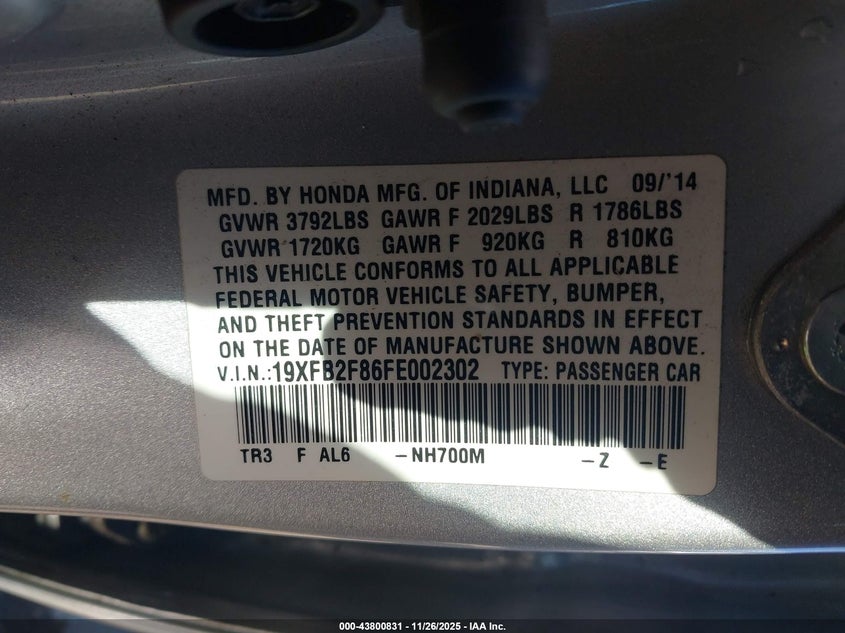 MFD. BY HONDA MFG. OF INDIANA, LLC 09/'14
GVWR 3792LBS GAWR F 2029LBS R 1786LBS
GVWR 1720KG GAWR F 920KG R 810KG
THIS VEHICLE CONFORMS TO ALL APPLICABLE
FEDERAL MOTOR VEHICLE SAFETY, BUMPER,
AND THEFT PREVENTION STANDARDS IN EFFECT
ON THE DATE OF MANUFACTURE SHOWN ABOVE.
V.I.N.:19XFB2F86FE002302 TYPE: PASSENGER CAR
TR3 F AL6 -NH700M -Z -E
000-43800831 - 11/26/2025 - IAA Inc.